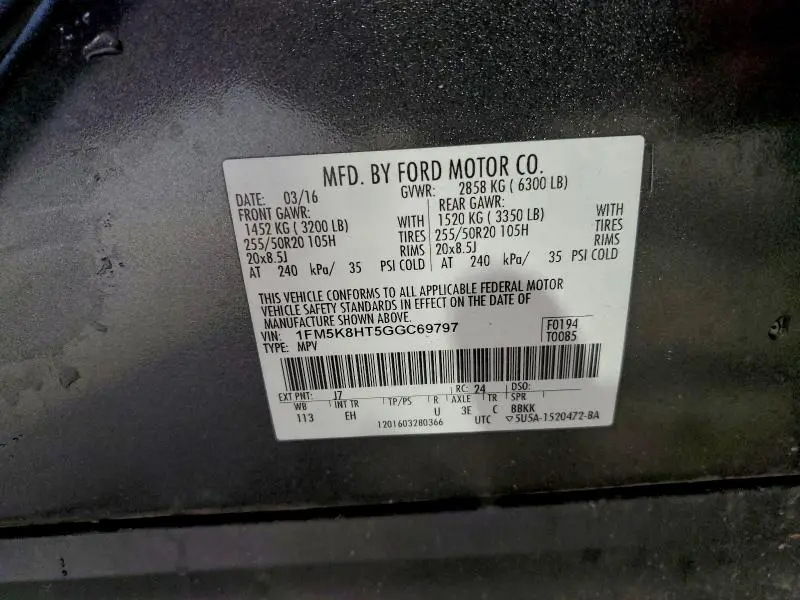 MFD. BY FORD MOTOR CO.
DATE: 03/16 GVWR: 2858 KG ( 6300 LB)
FRONT GAWR: REAR GAWR:
1452 KG ( 3200 LB) WITH 1520 KG ( 3350 LB) WITH
255/50R20 105H TIRES 255/50R20 105H TIRES
20x8.5J RIMS 20x8.5J RIMS
AT 240 kPa/ 35 PSI COLD AT 240 kPa/ 35 PSI COLD
THIS VEHICLE CONFORMS TO ALL APPLICABLE FEDERAL MOTOR
VEHICLE SAFETY STANDARDS IN EFFECT ON THE DATE OF
MANUFACTURE SHOWN ABOVE.
VIN: 1FM5K8HT5GGC69797 F0194
TYPE: MPV T0085
EXT PNT: J7 RC: 24 DSO:
WB INT TR TP/PS R AXLE TR SPR
113 EH U 3E C BBKK
1201603280366 UTC ▽5U5A-1520472-BA